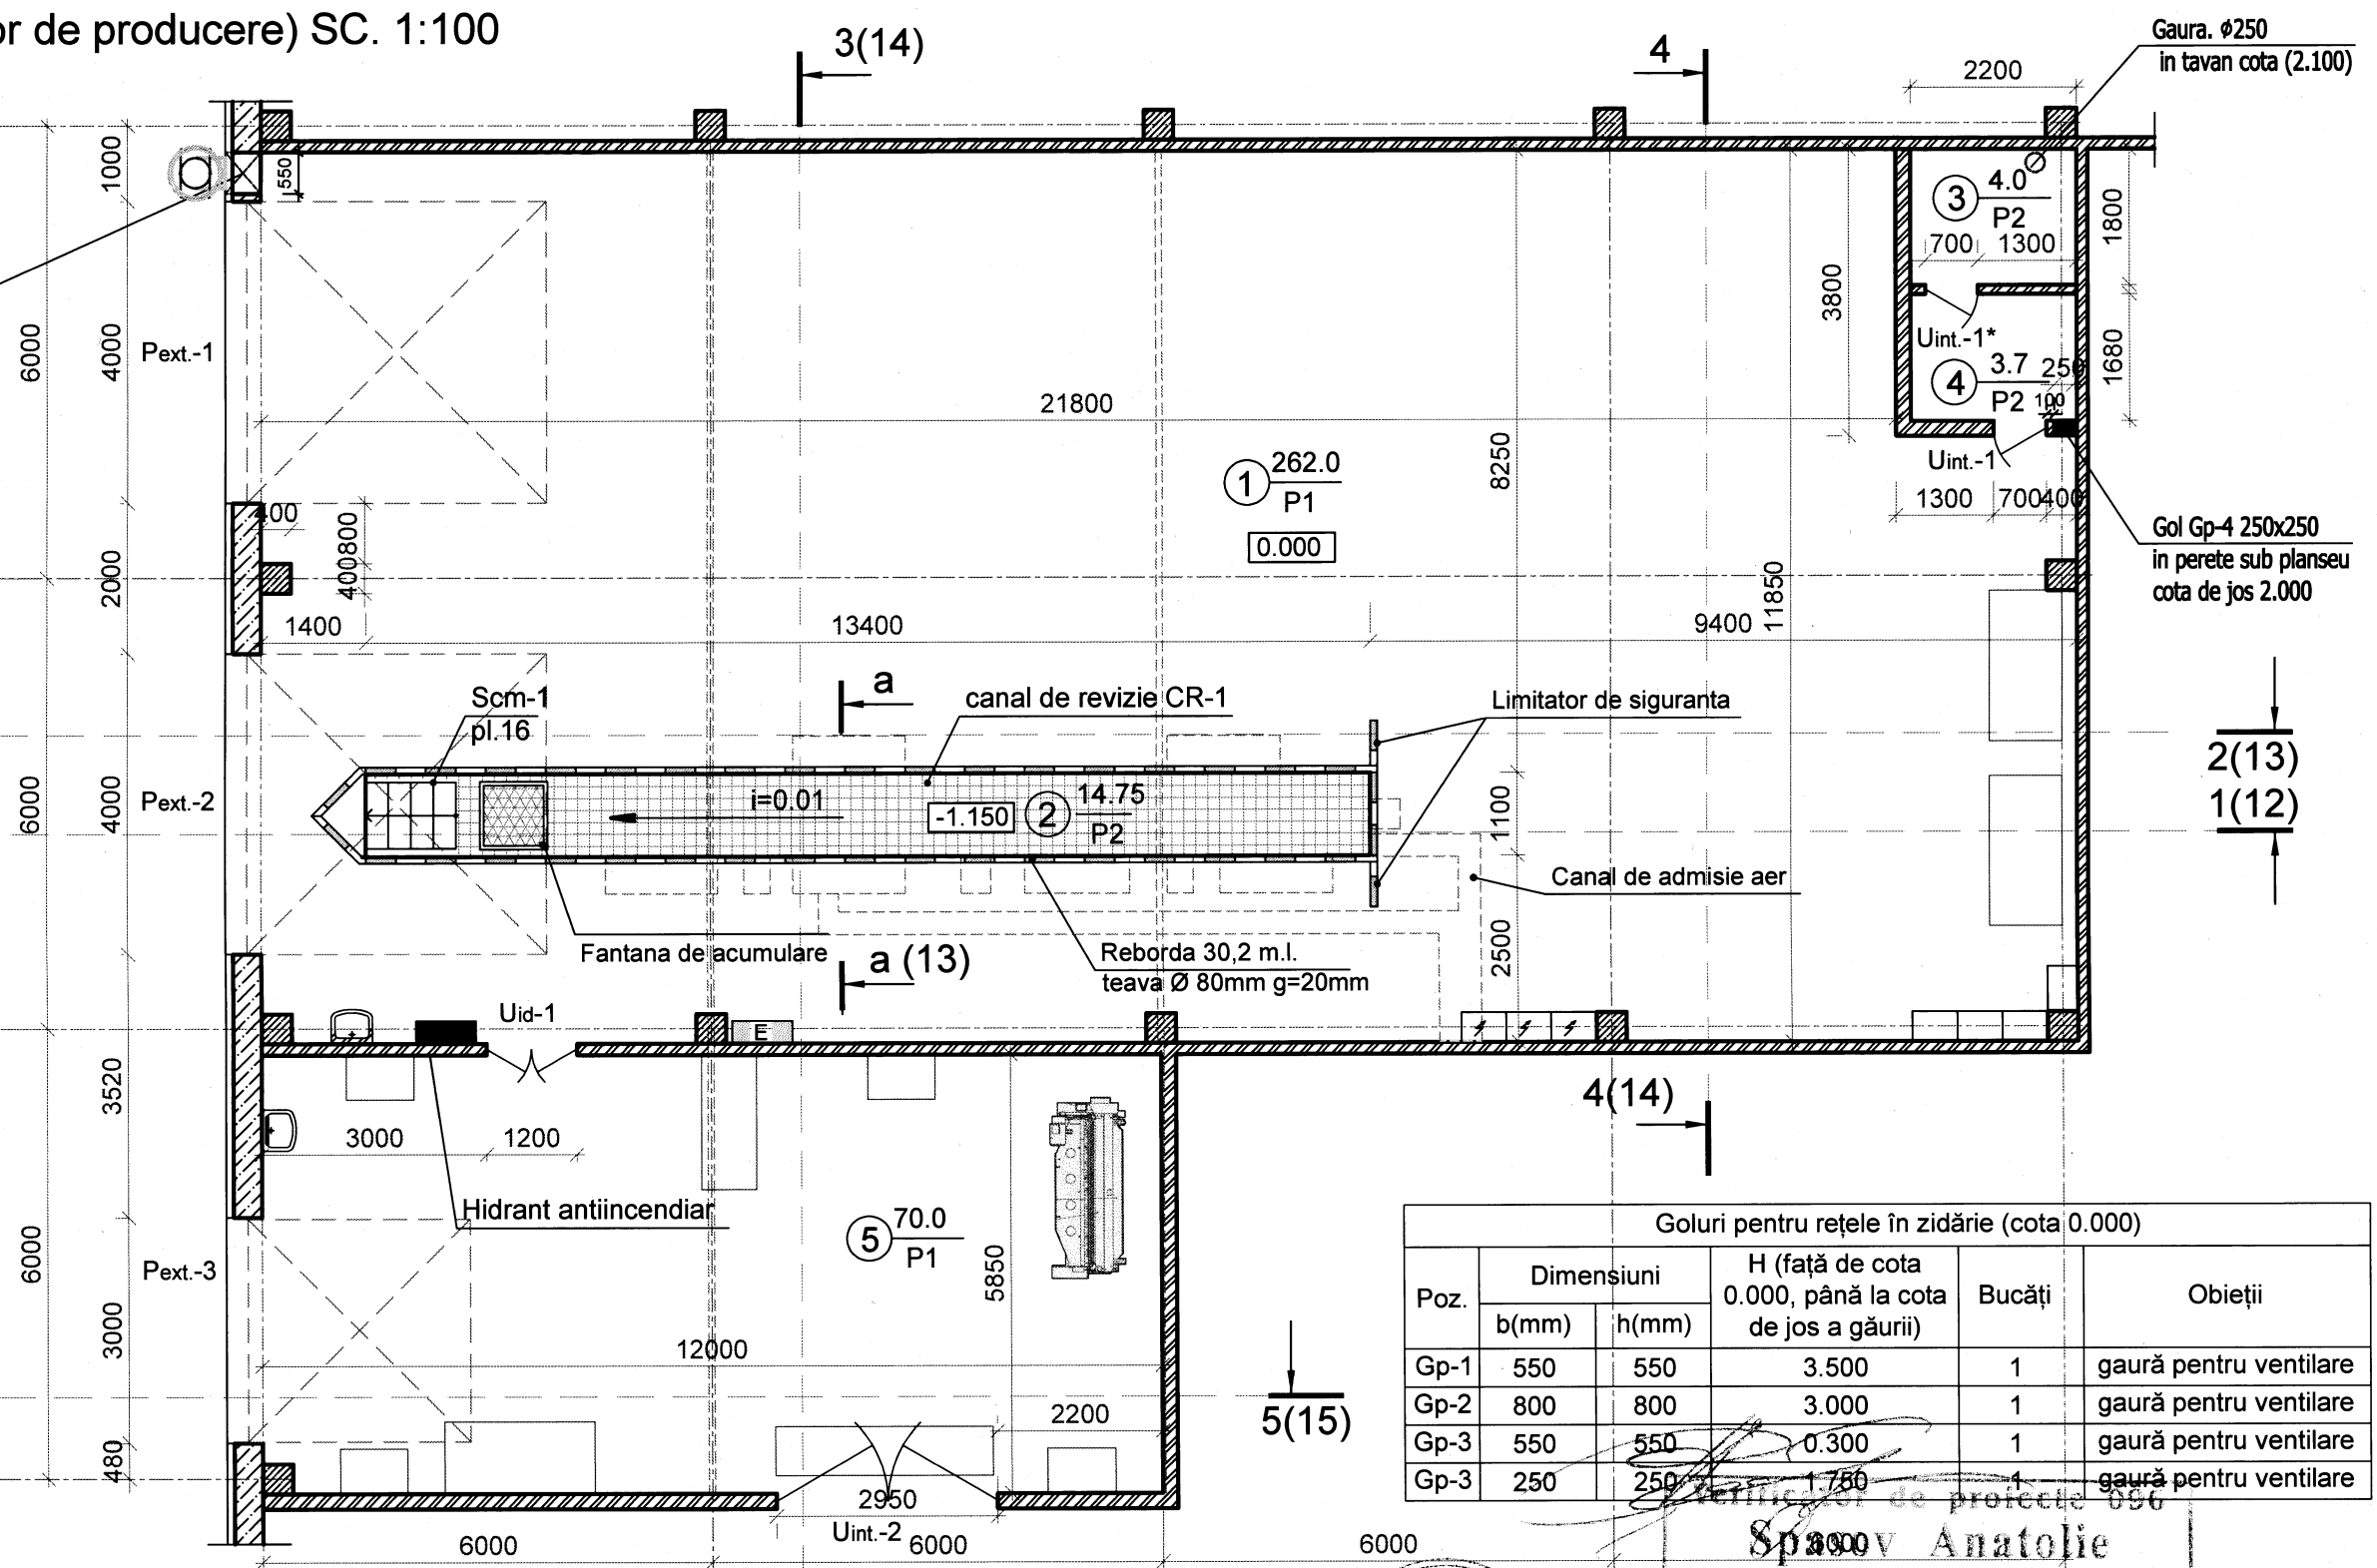 or de producere) SC. 1:100
3(14)
4
Gaura. ϕ250
in tavan cota (2.100)
2200
1000
550
3
4.0
P2
700
1300
1800
6000
4000
Pext.-1
3800
Uint.-1*
1680
4
3.7
P2
250
100
21800
8250
1
262.0
P1
0.000
Uint.-1
1300
700
400
Gol Gp-4 250x250
in perete sub planseu
cota de jos 2.000
400
800
400
2000
1400
13400
9400
11850
Scm-1
pl.16
a
canal de revizie CR-1
Limitator de siguranta
2(13)
1(12)
6000
4000
Pext.-2
i=0.01
-1.150
2
14.75
P2
1100
Canal de admisie aer
Fantana de acumulare
a (13)
Reborda 30,2 m.l.
teava Ø 80mm g=20mm
2500
Uid-1
E
3520
3000
1200
4(14)
Hidrant antiincendiar
5
70.0
P1
5850
6000
Pext.-3
3000
12000
2200
5(15)
480
2950
Uint.-2
6000
6000
6000
6000
Goluri pentru rețele în zidărie (cota 0.000)
Poz.
Dimensiuni
b(mm)
h(mm)
H (față de cota
0.000, până la cota
de jos a găurii)
Bucăți
Obieții
Gp-1 550 550 3.500 1 gaură pentru ventilare
Gp-2 800 800 3.000 1 gaură pentru ventilare
Gp-3 550 550 0.300 1 gaură pentru ventilare
Gp-3 250 250 1.750 1 gaură pentru ventilare
Verificator de proiecte 096
Spasov Anatolie